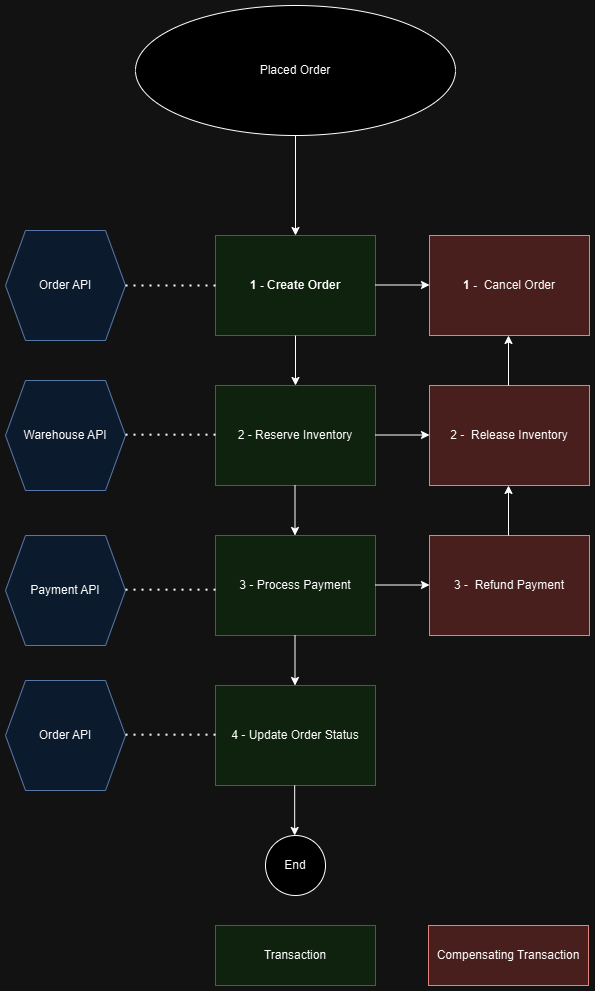 Placed Order
Order API
1 - Create Order
1 -  Cancel Order
Warehouse API
2 - Reserve Inventory
2 -  Release Inventory
Payment API
3 - Process Payment
3 -  Refund Payment
Order API
4 - Update Order Status
End
Transaction
Compensating Transaction